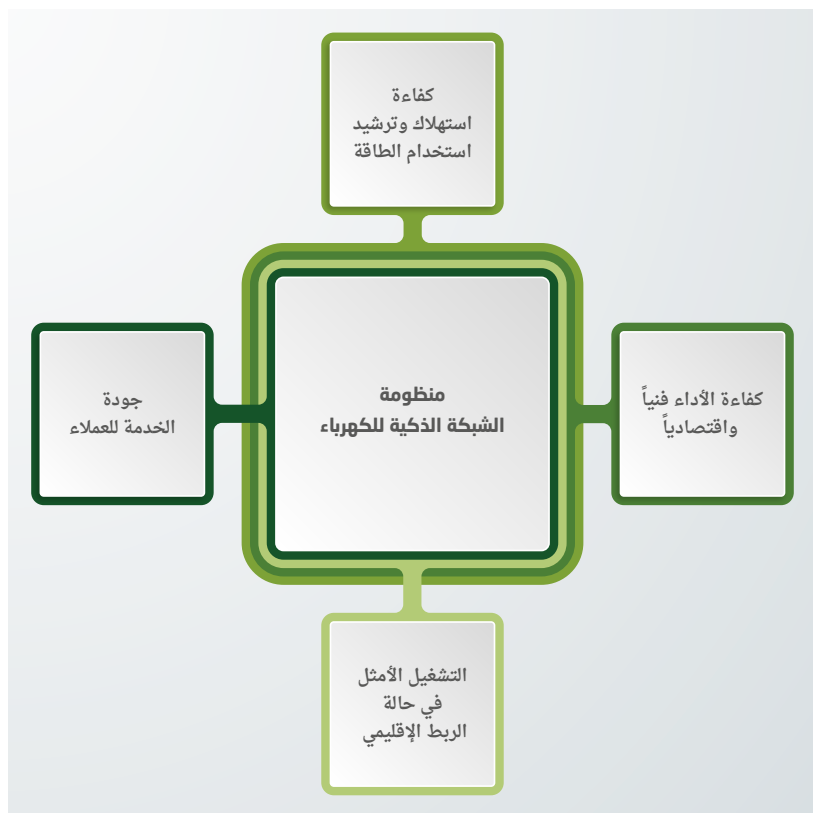 كفاءة
استهلاك وترشيد
استخدام الطاقة
منظومة
الشبكة الذكية للكهرباء
كفاءة الأداء فنياً
واقتصادياً
جودة
الخدمة للعملاء
التشغيل الأمثل
في حالة
الربط الإقليمي